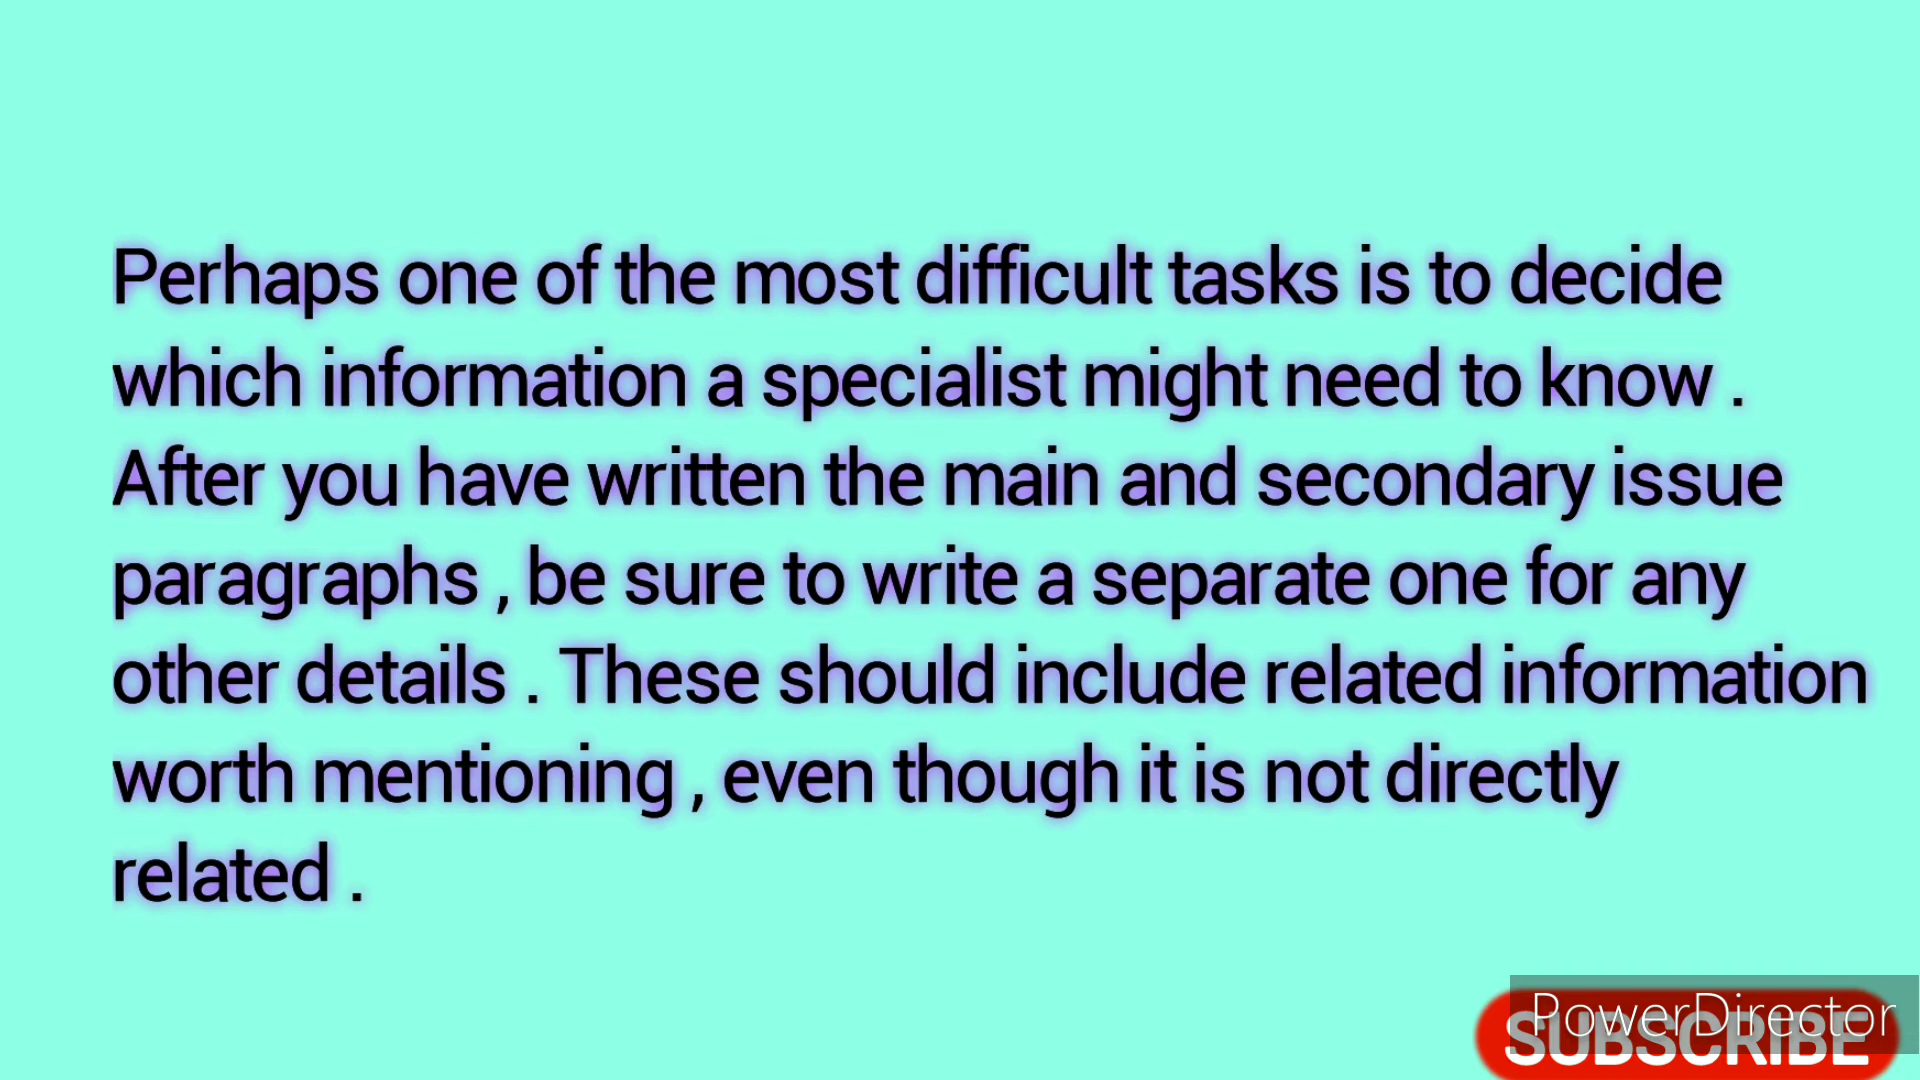 Perhaps one of the most difficult tasks is to decide
which information a specialist might need to know .
After you have written the main and secondary issue
paragraphs , be sure to write a separate one for any
other details . These should include related information
worth mentioning , even though it is not directly
related .
PowerDirector
SUBSCRIBE